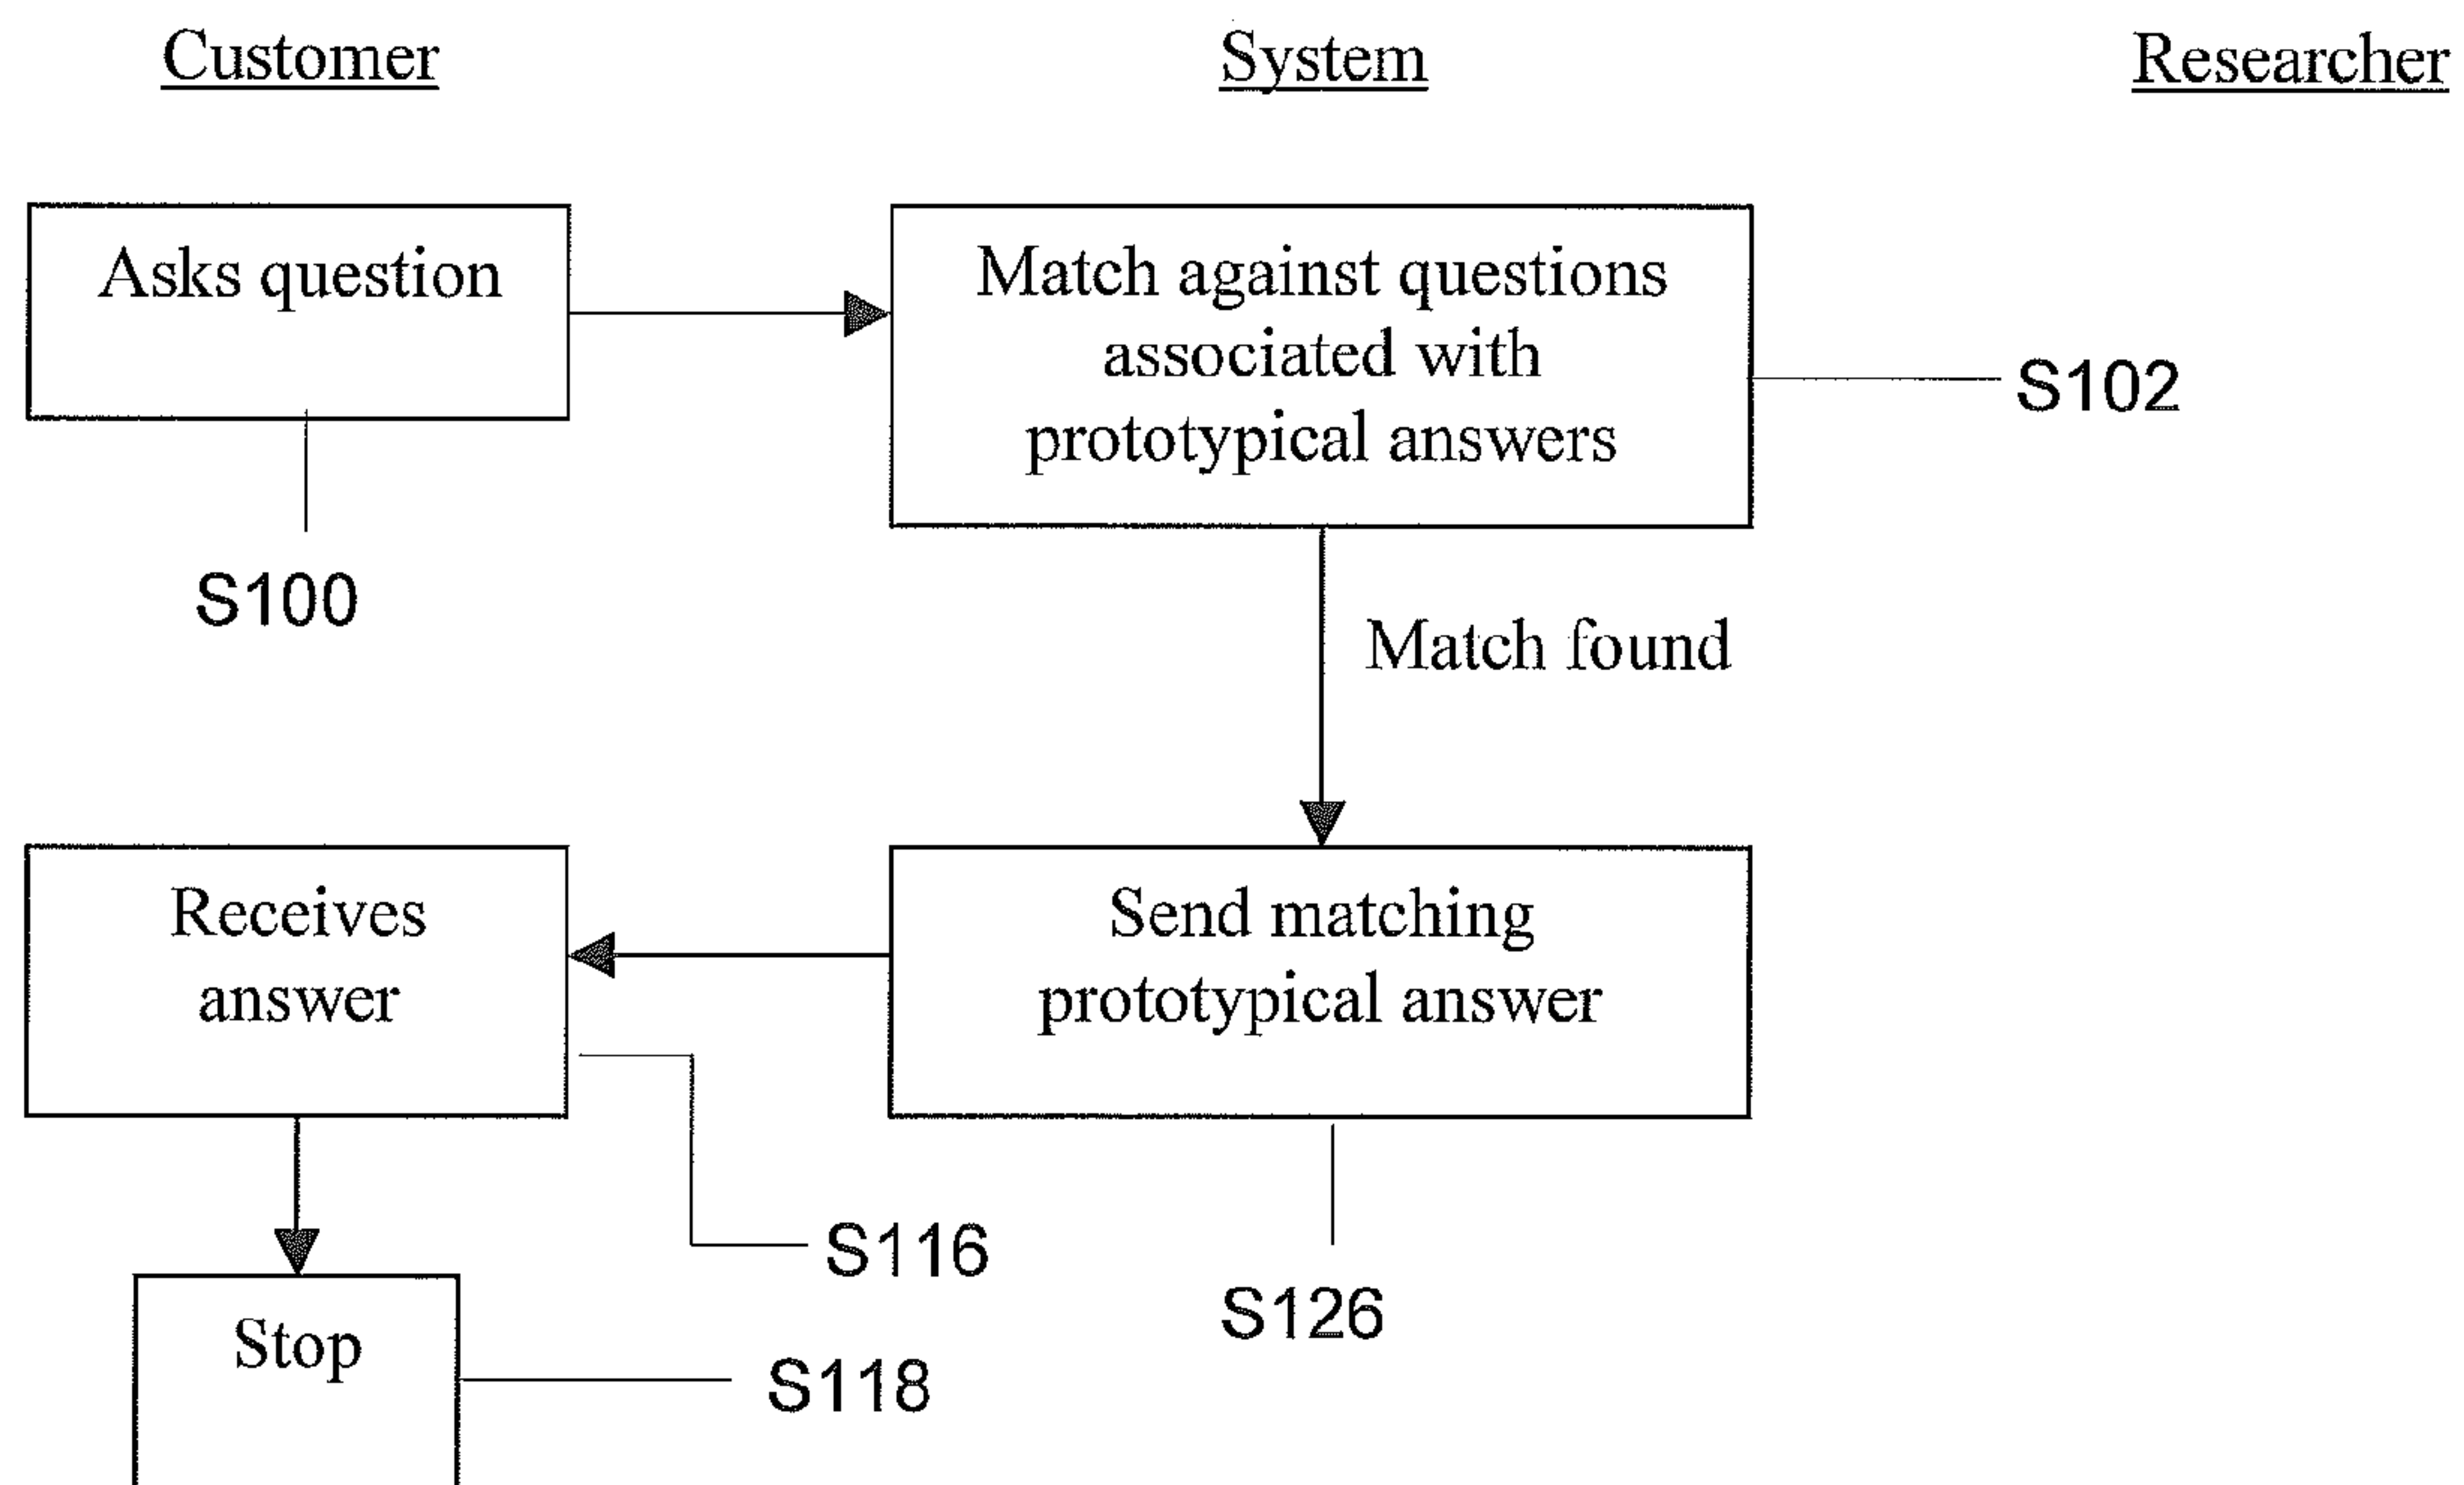 Customer
System
Researcher
Asks question
Match against questions
associated with
prototypical answers
S102
S100
Match found
Receives
answer
Send matching
prototypical answer
S116
S126
Stop
S118